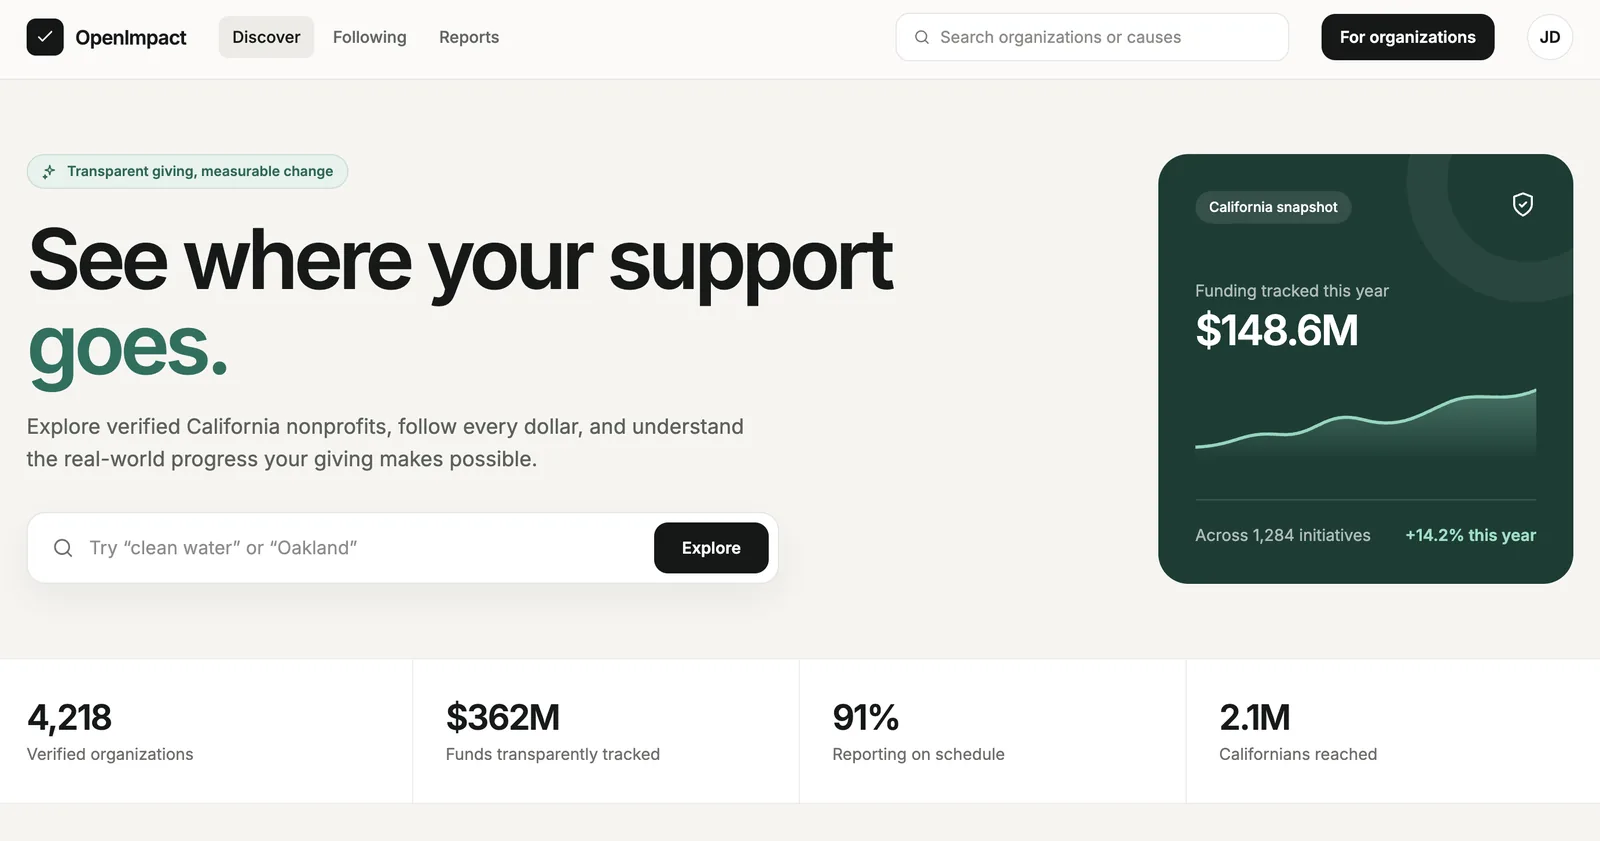 OpenImpact
Discover
Following
Reports
Search organizations or causes
For organizations
JD
Transparent giving, measurable change
See where your support
goes.
Explore verified California nonprofits, follow every dollar, and understand
the real-world progress your giving makes possible.
Try “clean water” or “Oakland”
Explore
California snapshot
Funding tracked this year
$148.6M
Across 1,284 initiatives
+14.2% this year
4,218
Verified organizations
$362M
Funds transparently tracked
91%
Reporting on schedule
2.1M
Californians reached